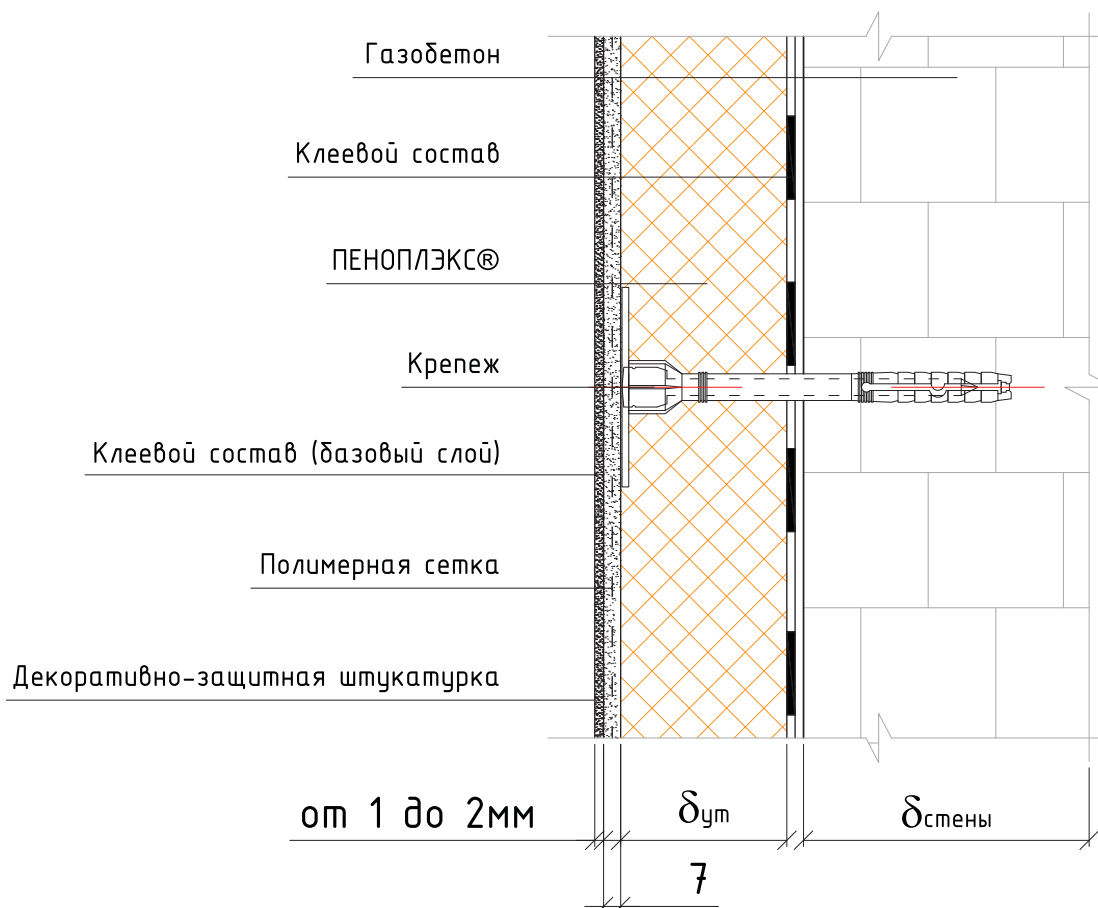 Газобетон
Клеевой состав
ПЕНОПЛЭКС®
Крепеж
Клеевой состав (базовый слой)
Полимерная сетка
Декоративно-защитная штукатурка
от 1 до 2мм
δут
δстены
7